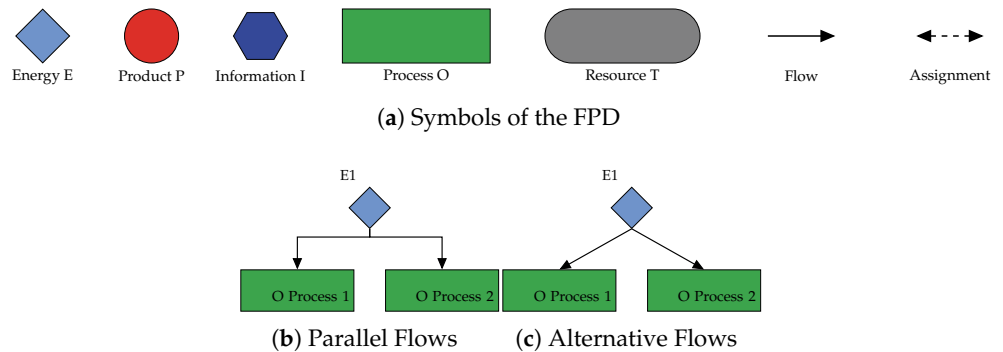 Energy E Product P Information I Process O Resource T Flow Assignment
(a) Symbols of the FPD
E1 E1
O Process 1 O Process 2 O Process 1 O Process 2
(b) Parallel Flows (c) Alternative Flows